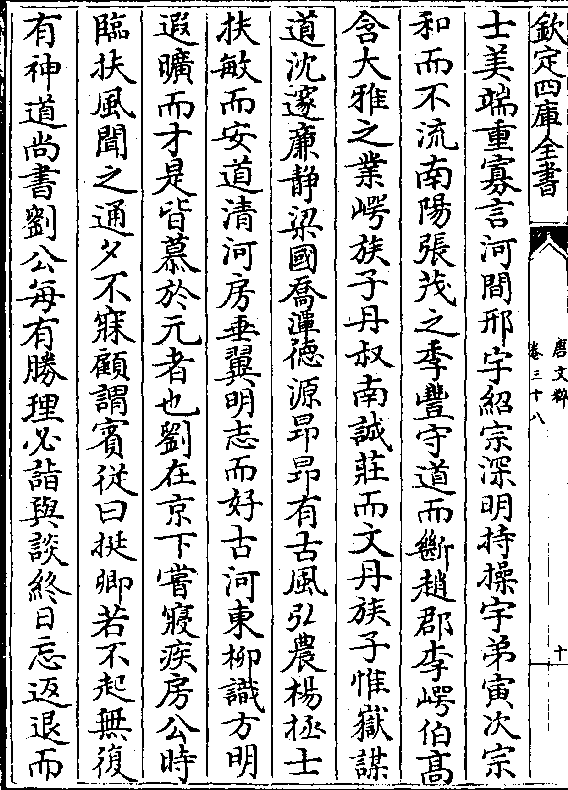 欽定四庫全書
唐文粹
卷三十八
十
士美端重寡言河間邢宇紹宗深明持操宇弟寅次宗
和而不流南陽張茂之季豐守道而斷趙郡李崿伯高
含大雅之業崿族子丹叔南誠莊而文丹族子惟嶽謀
道沈邃廉靜梁國喬潭德源昂昂有古風弘農楊拯士
扶敏而安道清河房垂翼明志而好古河東柳識方明
遐曠而才是皆慕於元者也劉在京下嘗寢疾房公時
臨扶風聞之通夕不寐顧謂賓從曰挺卿若不起無復
有神道尚書劉公每有勝理必詣與談終日忘返退而